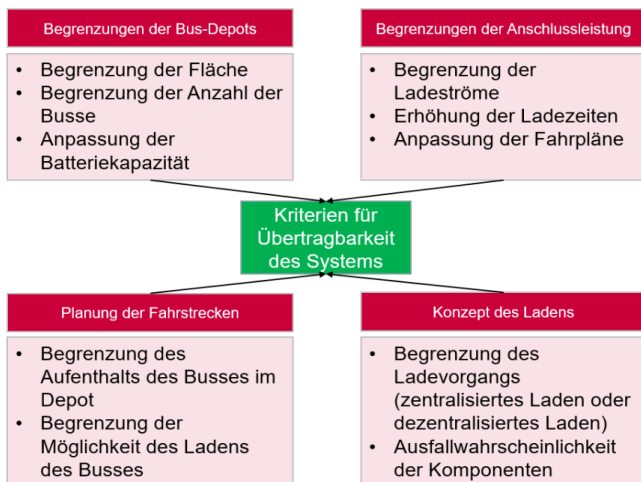 Begrenzungen der Bus-Depots
• Begrenzung der Fläche
• Begrenzung der Anzahl der
Busse
• Anpassung der
Batteriekapazität
Begrenzungen der Anschlussleistung
• Begrenzung der
Ladeströme
• Erhöhung der Ladezeiten
• Anpassung der Fahrpläne
Kriterien für
Übertragbarkeit
des Systems
Planung der Fahrstrecken
• Begrenzung des
Aufenthalts des Busses im
Depot
• Begrenzung der
Möglichkeit des Ladens
des Busses
Konzept des Ladens
• Begrenzung des
Ladevorgangs
(zentralisiertes Laden oder
dezentralisiertes Laden)
• Ausfallwahrscheinlichkeit
der Komponenten